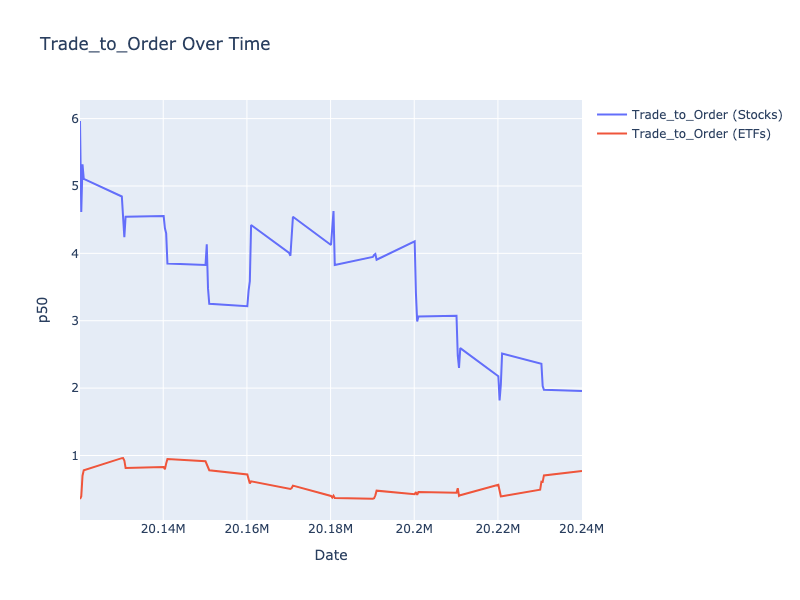 Trade_to_Order Over Time
Trade_to_Order (Stocks)
Trade_to_Order (ETFs)
6
5
4
3
2
1
p50
20.14M
20.16M
20.18M
20.2M
20.22M
20.24M
Date